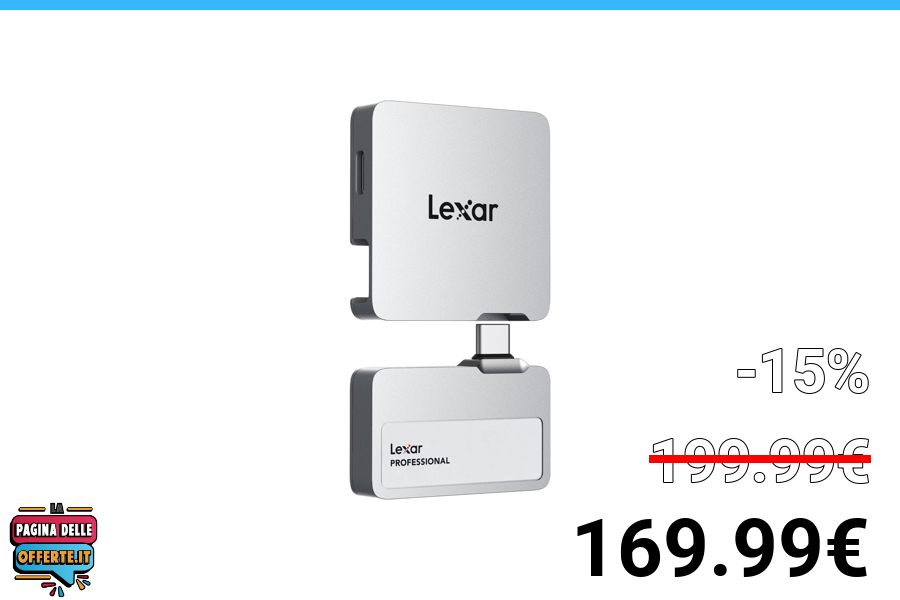 Lexar
Lexar
PROFESSIONAL
-15%
199.99€
169.99€
LA
PAGINA DELLE
OFFERTE.IT